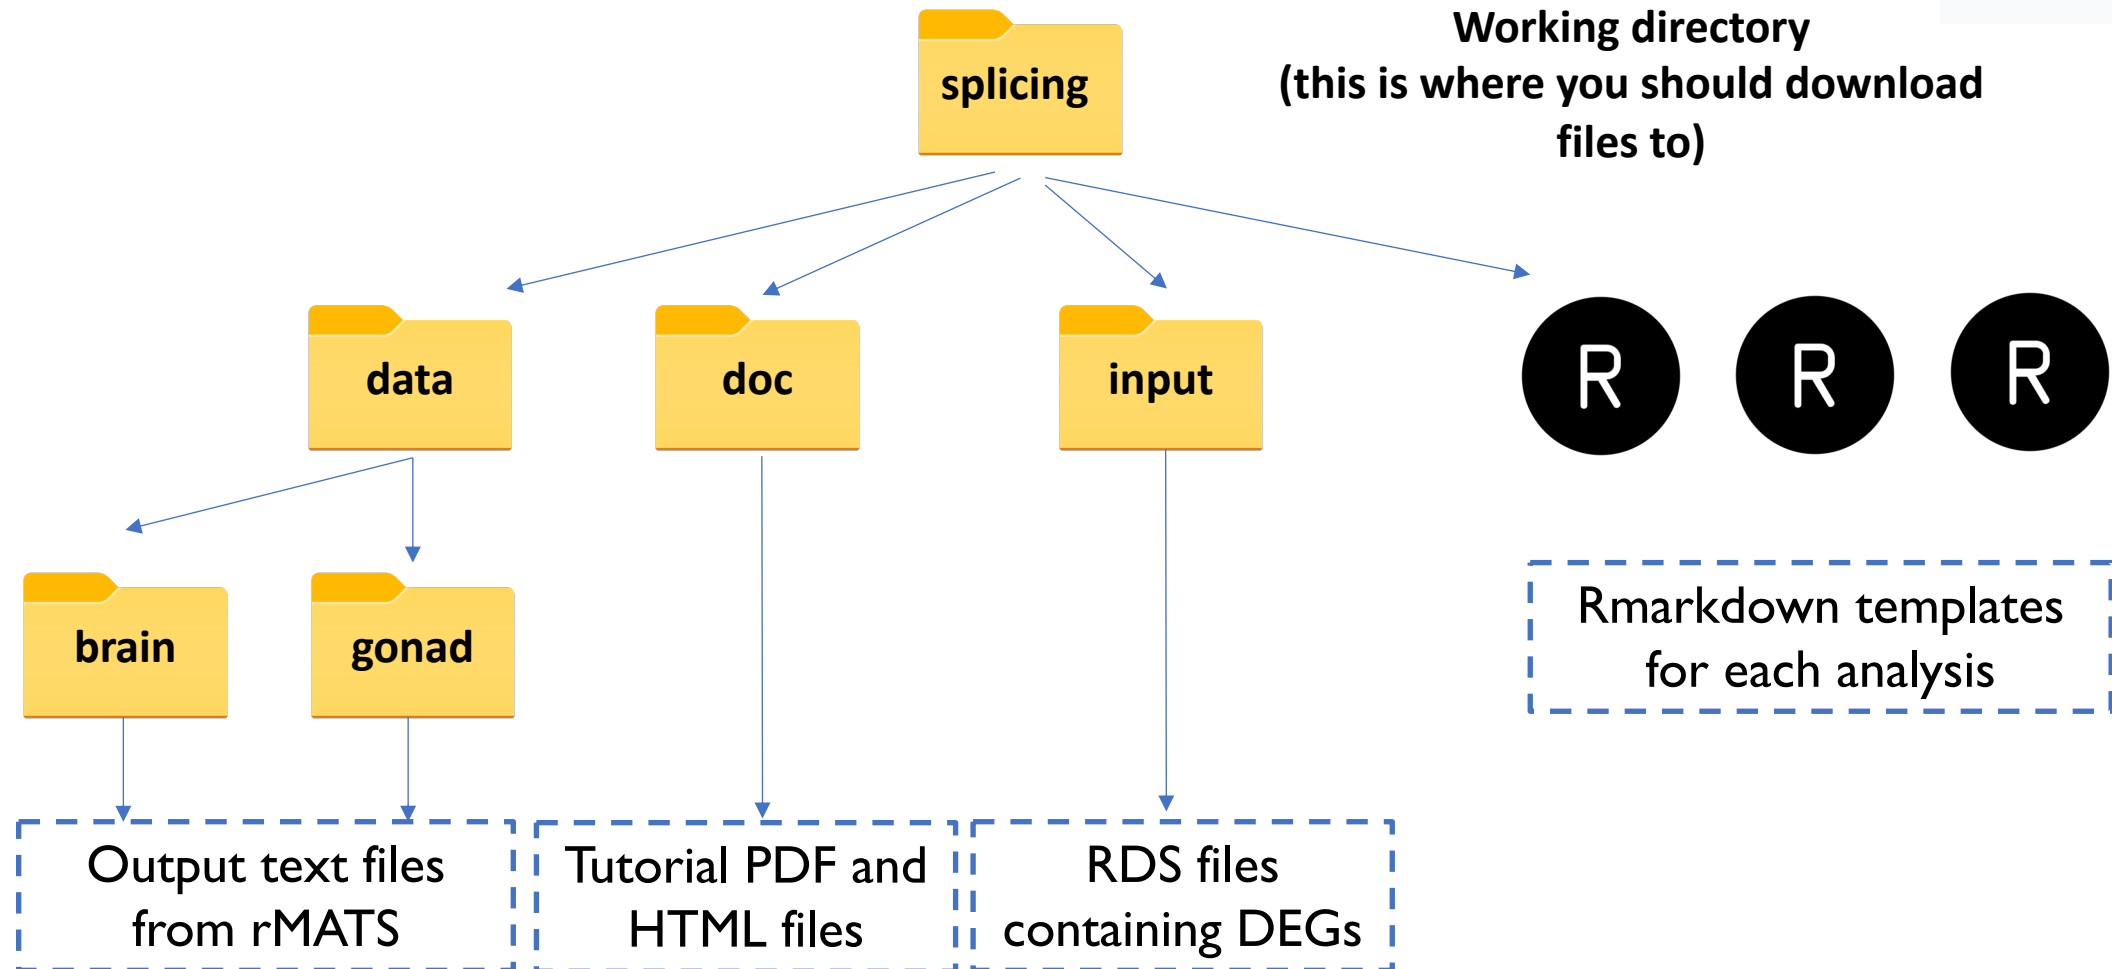 splicing
Working directory
(this is where you should download
files to)
data
doc
input
R
R
R
brain
gonad
Rmarkdown templates
for each analysis
Output text files
from rMATS
Tutorial PDF and
HTML files
RDS files
containing DEGs